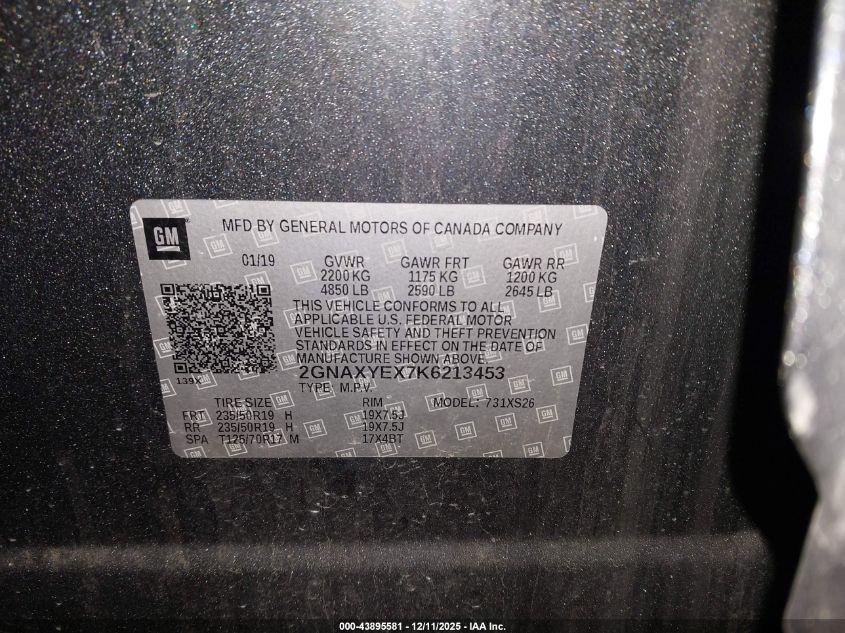 GM
MFD BY GENERAL MOTORS OF CANADA COMPANY
01/19 GVWR GAWR FRT GAWR RR
2200 KG 1175 KG 1200 KG
4850 LB 2590 LB 2645 LB
THIS VEHICLE CONFORMS TO ALL
APPLICABLE U.S. FEDERAL MOTOR
VEHICLE SAFETY AND THEFT PREVENTION
STANDARDS IN EFFECT ON THE DATE OF
MANUFACTURE SHOWN ABOVE.
139X 2GNAXYEX7K6213453
TYPE: M.P.V.
TIRE SIZE RIM MODEL: 731XS26
FRT 235/50R19 H 19X7.5J
RR 235/50R19 H 19X7.5J
SPA T125/70R17 M 17X4BT
000-43895581 - 12/11/2025 - IAA Inc.